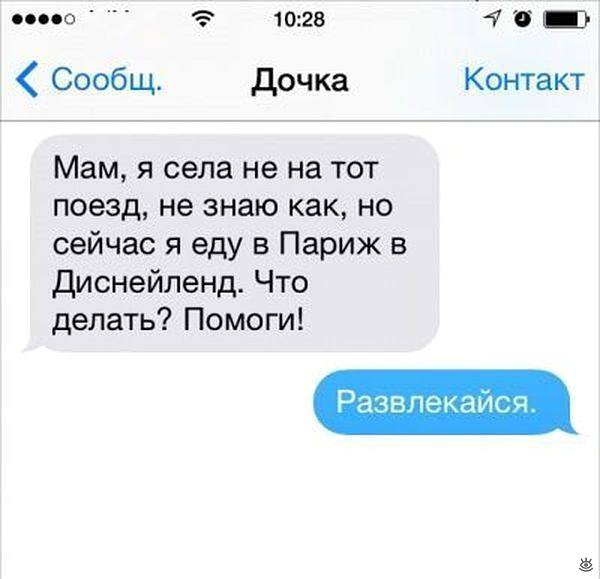 10:28
Сообщ. Дочка Контакт
Мам, я села не на тот
поезд, не знаю как, но
сейчас я еду в Париж в
Диснейленд. Что
делать? Помоги!
Развлекайся.